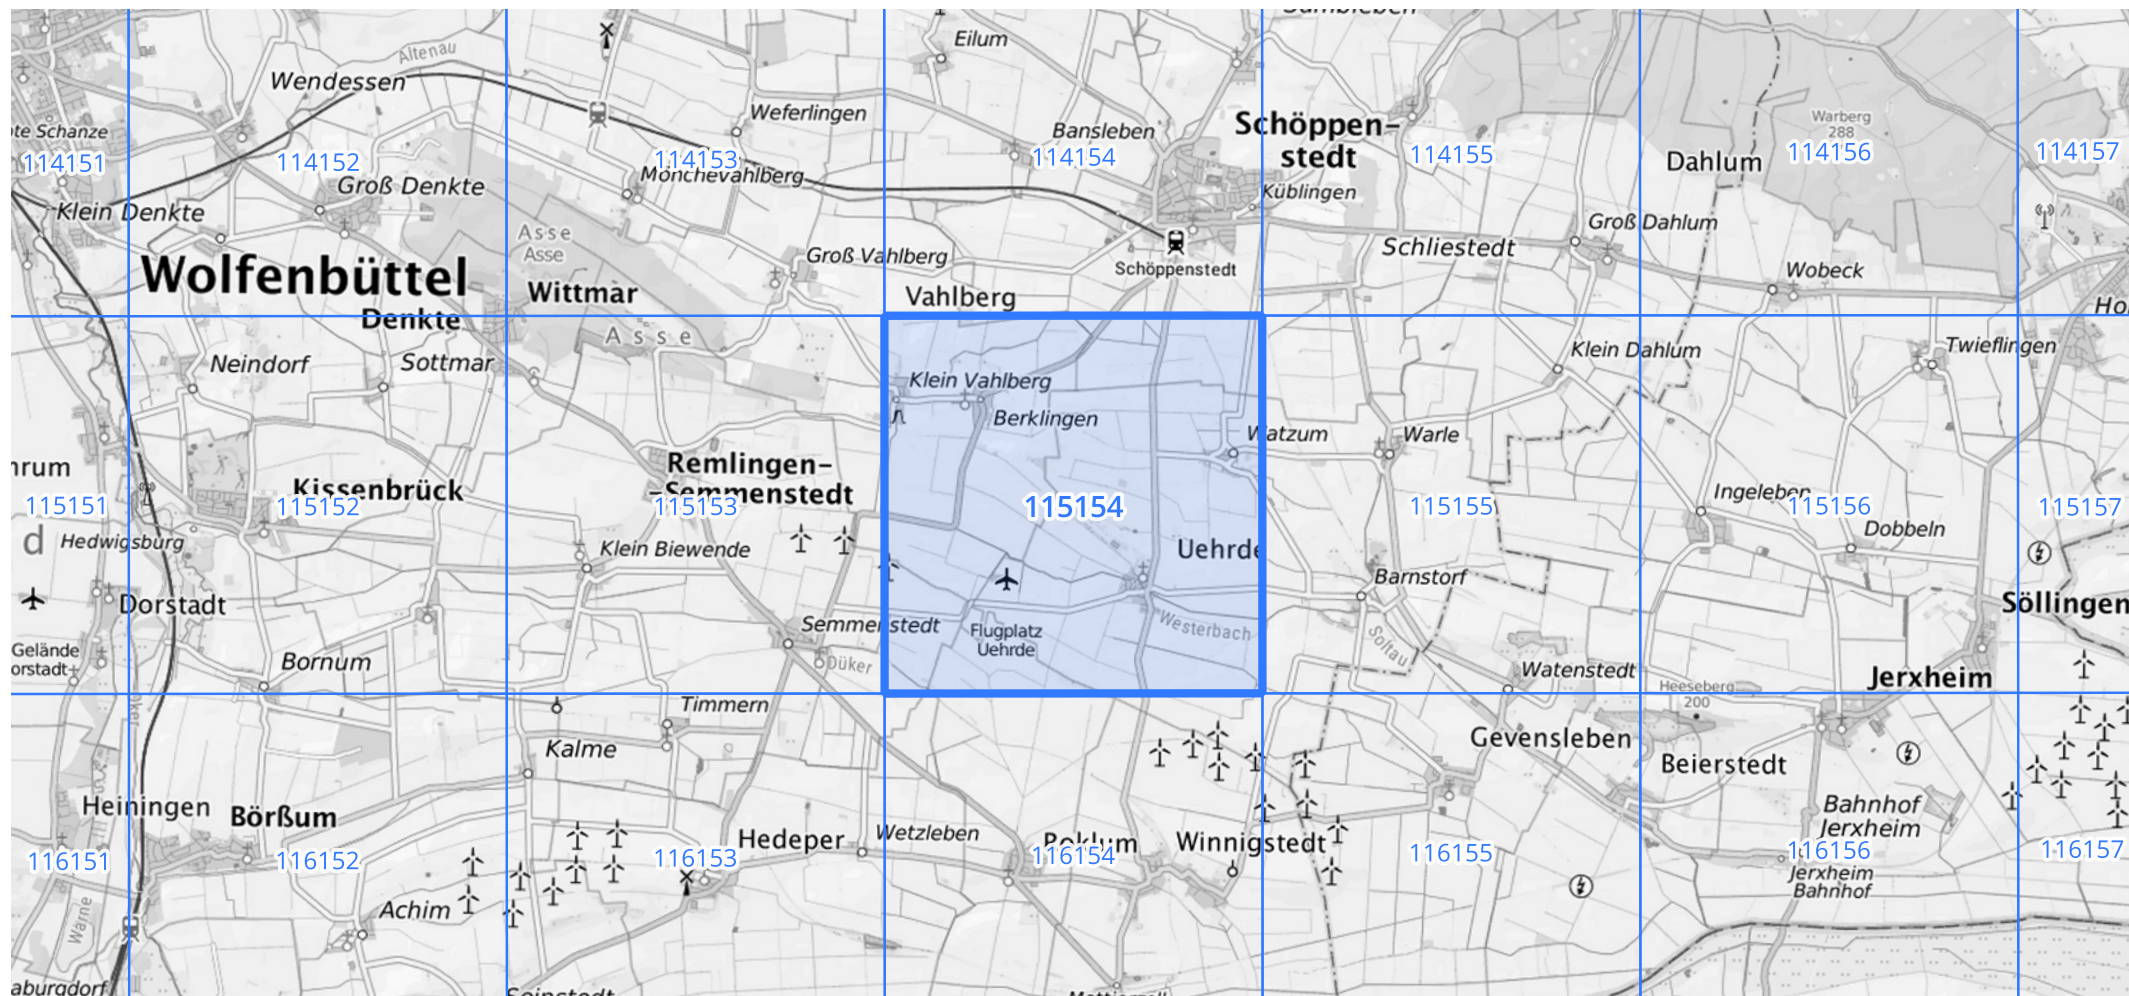 Eilum
Altenau
Wendessen
Weferlingen
Bansleben
Schöppen-
stedt
Warberg
288
114151
114152
114153
114154
114155
114156
114157
Dahlum
Mönchevahlberg
Groß Denkte
Küblingen
Klein Denkte
Asse
Asse
Groß Dahlum
Schliestedt
Groß Vahlberg
Schöppenstedt
Wobeck
Wolfenbüttel
Wittmar
Vahlberg
Denkte
Asse
Neindorf
Sottmar
Klein Dahlum
Twieflingen
Klein Vahlberg
Berklingen
Watzum
Warle
Remlingen-
-Semmenstedt
Kissenbrück
Ingeleben
115151
115152
115153
115154
115155
115156
115157
Dobbeln
Hedwigsburg
Klein Biewende
Uehrde
Barnstorf
Dorstadt
Söllingen
Semmenstedt
Flugplatz
Uehrde
Westerbach
Soltau
Gelände
Bornum
Düker
Watenstedt
Jerxheim
Heeseberg
200
Timmern
Kalme
Gevensleben
Beierstedt
Heiningen
Börßum
Bahnhof
Jerxheim
Hedeper
Wetzleben
Roklum
Winnigstedt
116151
116152
116153
116154
116155
116156
116157
Jerxheim
Bahnhof
Achim
Warne